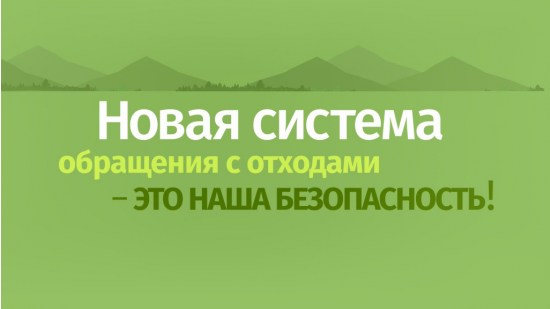 Новая система
обращения с отходами
– ЭТО НАША БЕЗОПАСНОСТЬ!